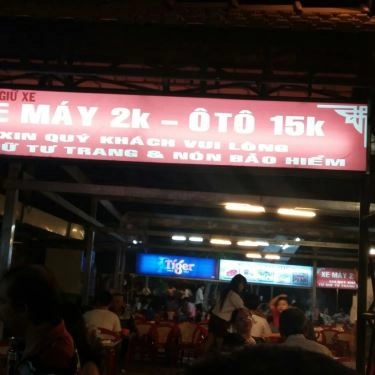 GIỮ XE
E MÁY 2k - ÔTÔ 15k
XIN QUÝ KHÁCH VUI LÒNG
Ữ TƯ TRANG & NÓN BẢO HIỂM
Tiger
XE MÁY 2